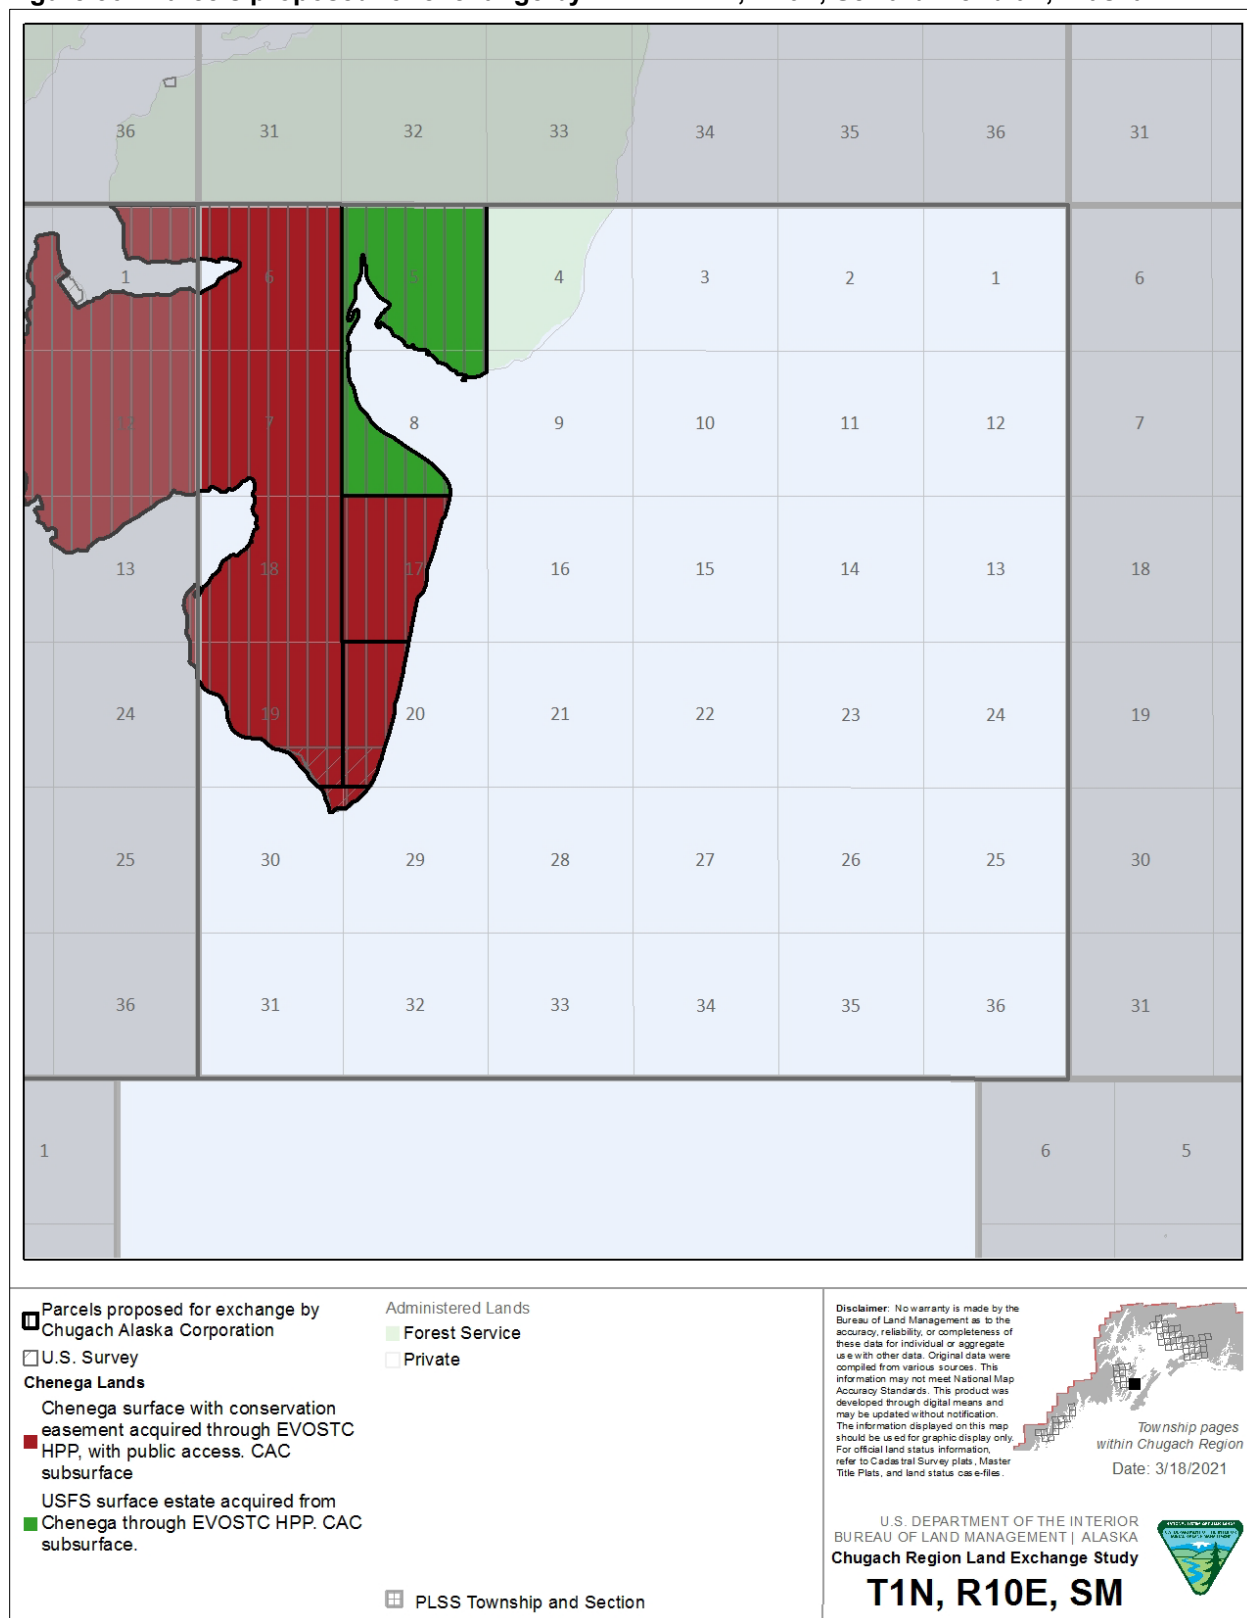 36 31 32 33 34 35 36 31
1 6 5 4 3 2 1 6
12 7 8 9 10 11 12 7
13 18 17 16 15 14 13 18
24 19 20 21 22 23 24 19
25 30 29 28 27 26 25 30
36 31 32 33 34 35 36 31
1 6 5
Parcels proposed for exchange by
Chugach Alaska Corporation
U.S. Survey
Chenega Lands
Chenega surface with conservation
easement acquired through EVOSTC
HPP, with public access. CAC
subsurface
USFS surface estate acquired from
Chenega through EVOSTC HPP. CAC
subsurface.
Administered Lands
Forest Service
Private
PLSS Township and Section
Disclaimer: No warranty is made by the
Bureau of Land Management as to the
accuracy, reliability, or completeness of
these data for individual or aggregate
use with other data. Original data were
compiled from various sources. This
information may not meet National Map
Accuracy Standards. This product was
developed through digital means and
may be updated without notification.
The information displayed on this map
should be used for graphic display only.
For official land status information,
refer to Cadastral Survey plats, Master
Title Plats, and land status case-files.
Township pages
within Chugach Region
Date: 3/18/2021
U.S. DEPARTMENT OF THE INTERIOR
BUREAU OF LAND MANAGEMENT | ALASKA
Chugach Region Land Exchange Study
T1N, R10E, SM